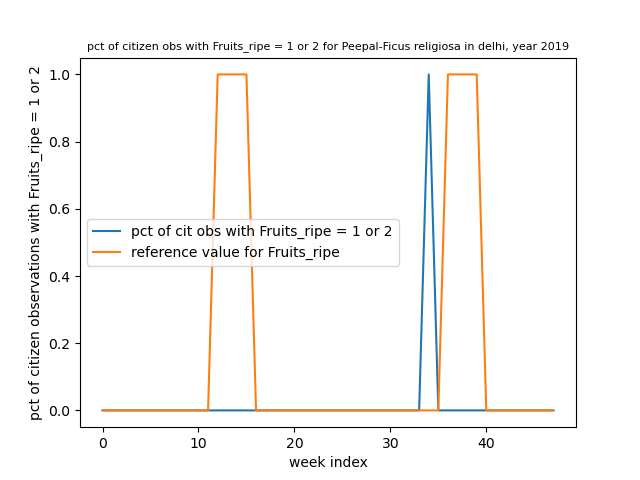 pct of citizen obs with Fruits_ripe = 1 or 2 for Peepal-Ficus religiosa in delhi, year 2019
pct of citizen observations with Fruits_ripe = 1 or 2
1.0
0.8
0.6
0.4
0.2
0.0
pct of cit obs with Fruits_ripe = 1 or 2
reference value for Fruits_ripe
0 10 20 30 40
week index